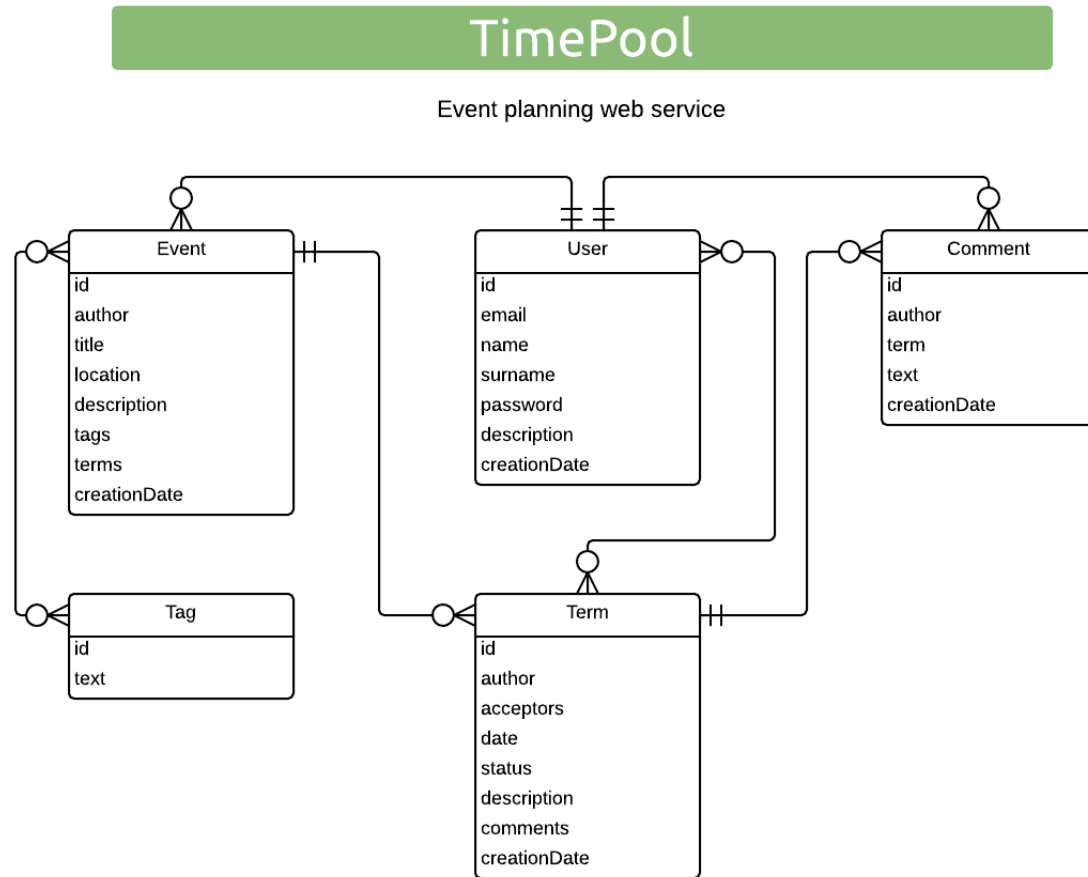 TimePool
Event planning web service
Event
id
author
title
location
description
tags
terms
creationDate
User
id
email
name
surname
password
description
creationDate
Comment
id
author
term
text
creationDate
Tag
id
text
Term
id
author
acceptors
date
status
description
comments
creationDate